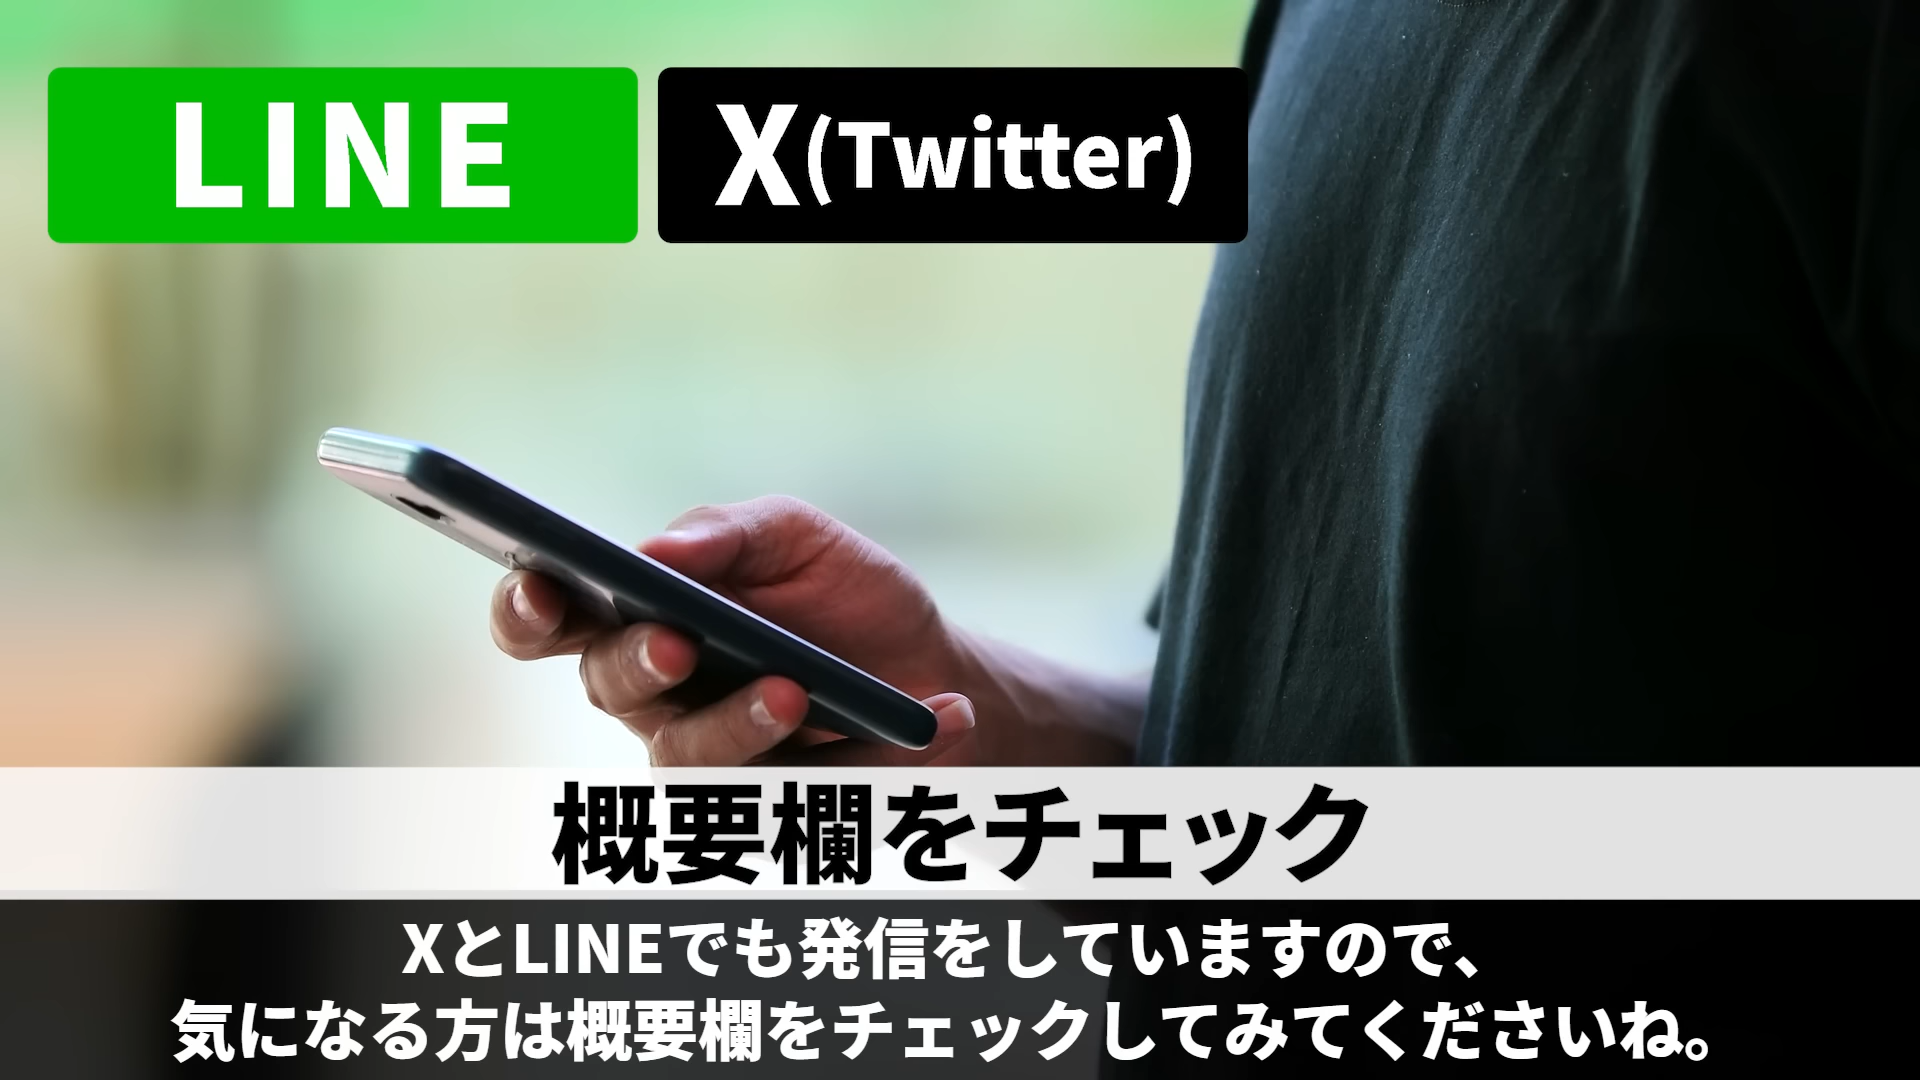 LINE
X(Twitter)
概要欄をチェック
XとLINEでも発信をしていますので、
気になる方は概要欄をチェックしてみてくださいね。